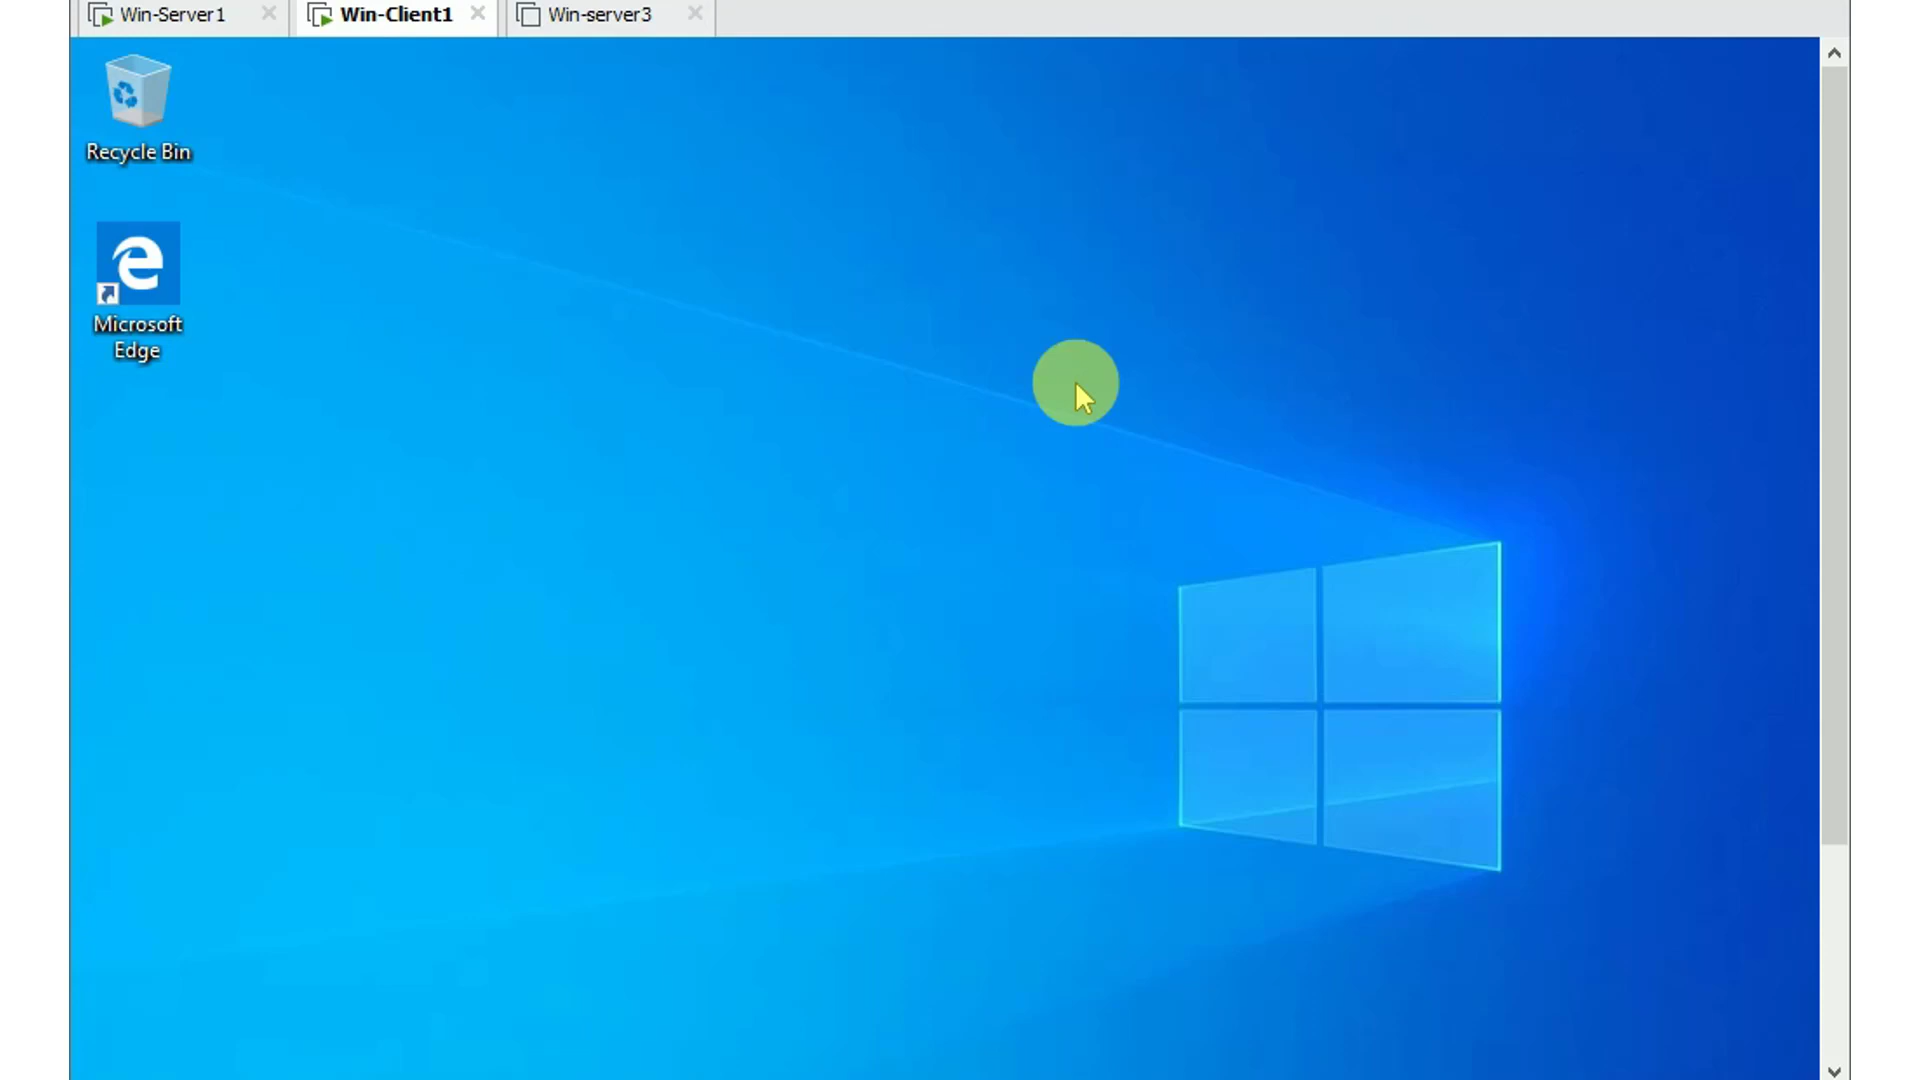 Win-Server1
Win-Client1
Win-server3
Recycle Bin
Microsoft
Edge